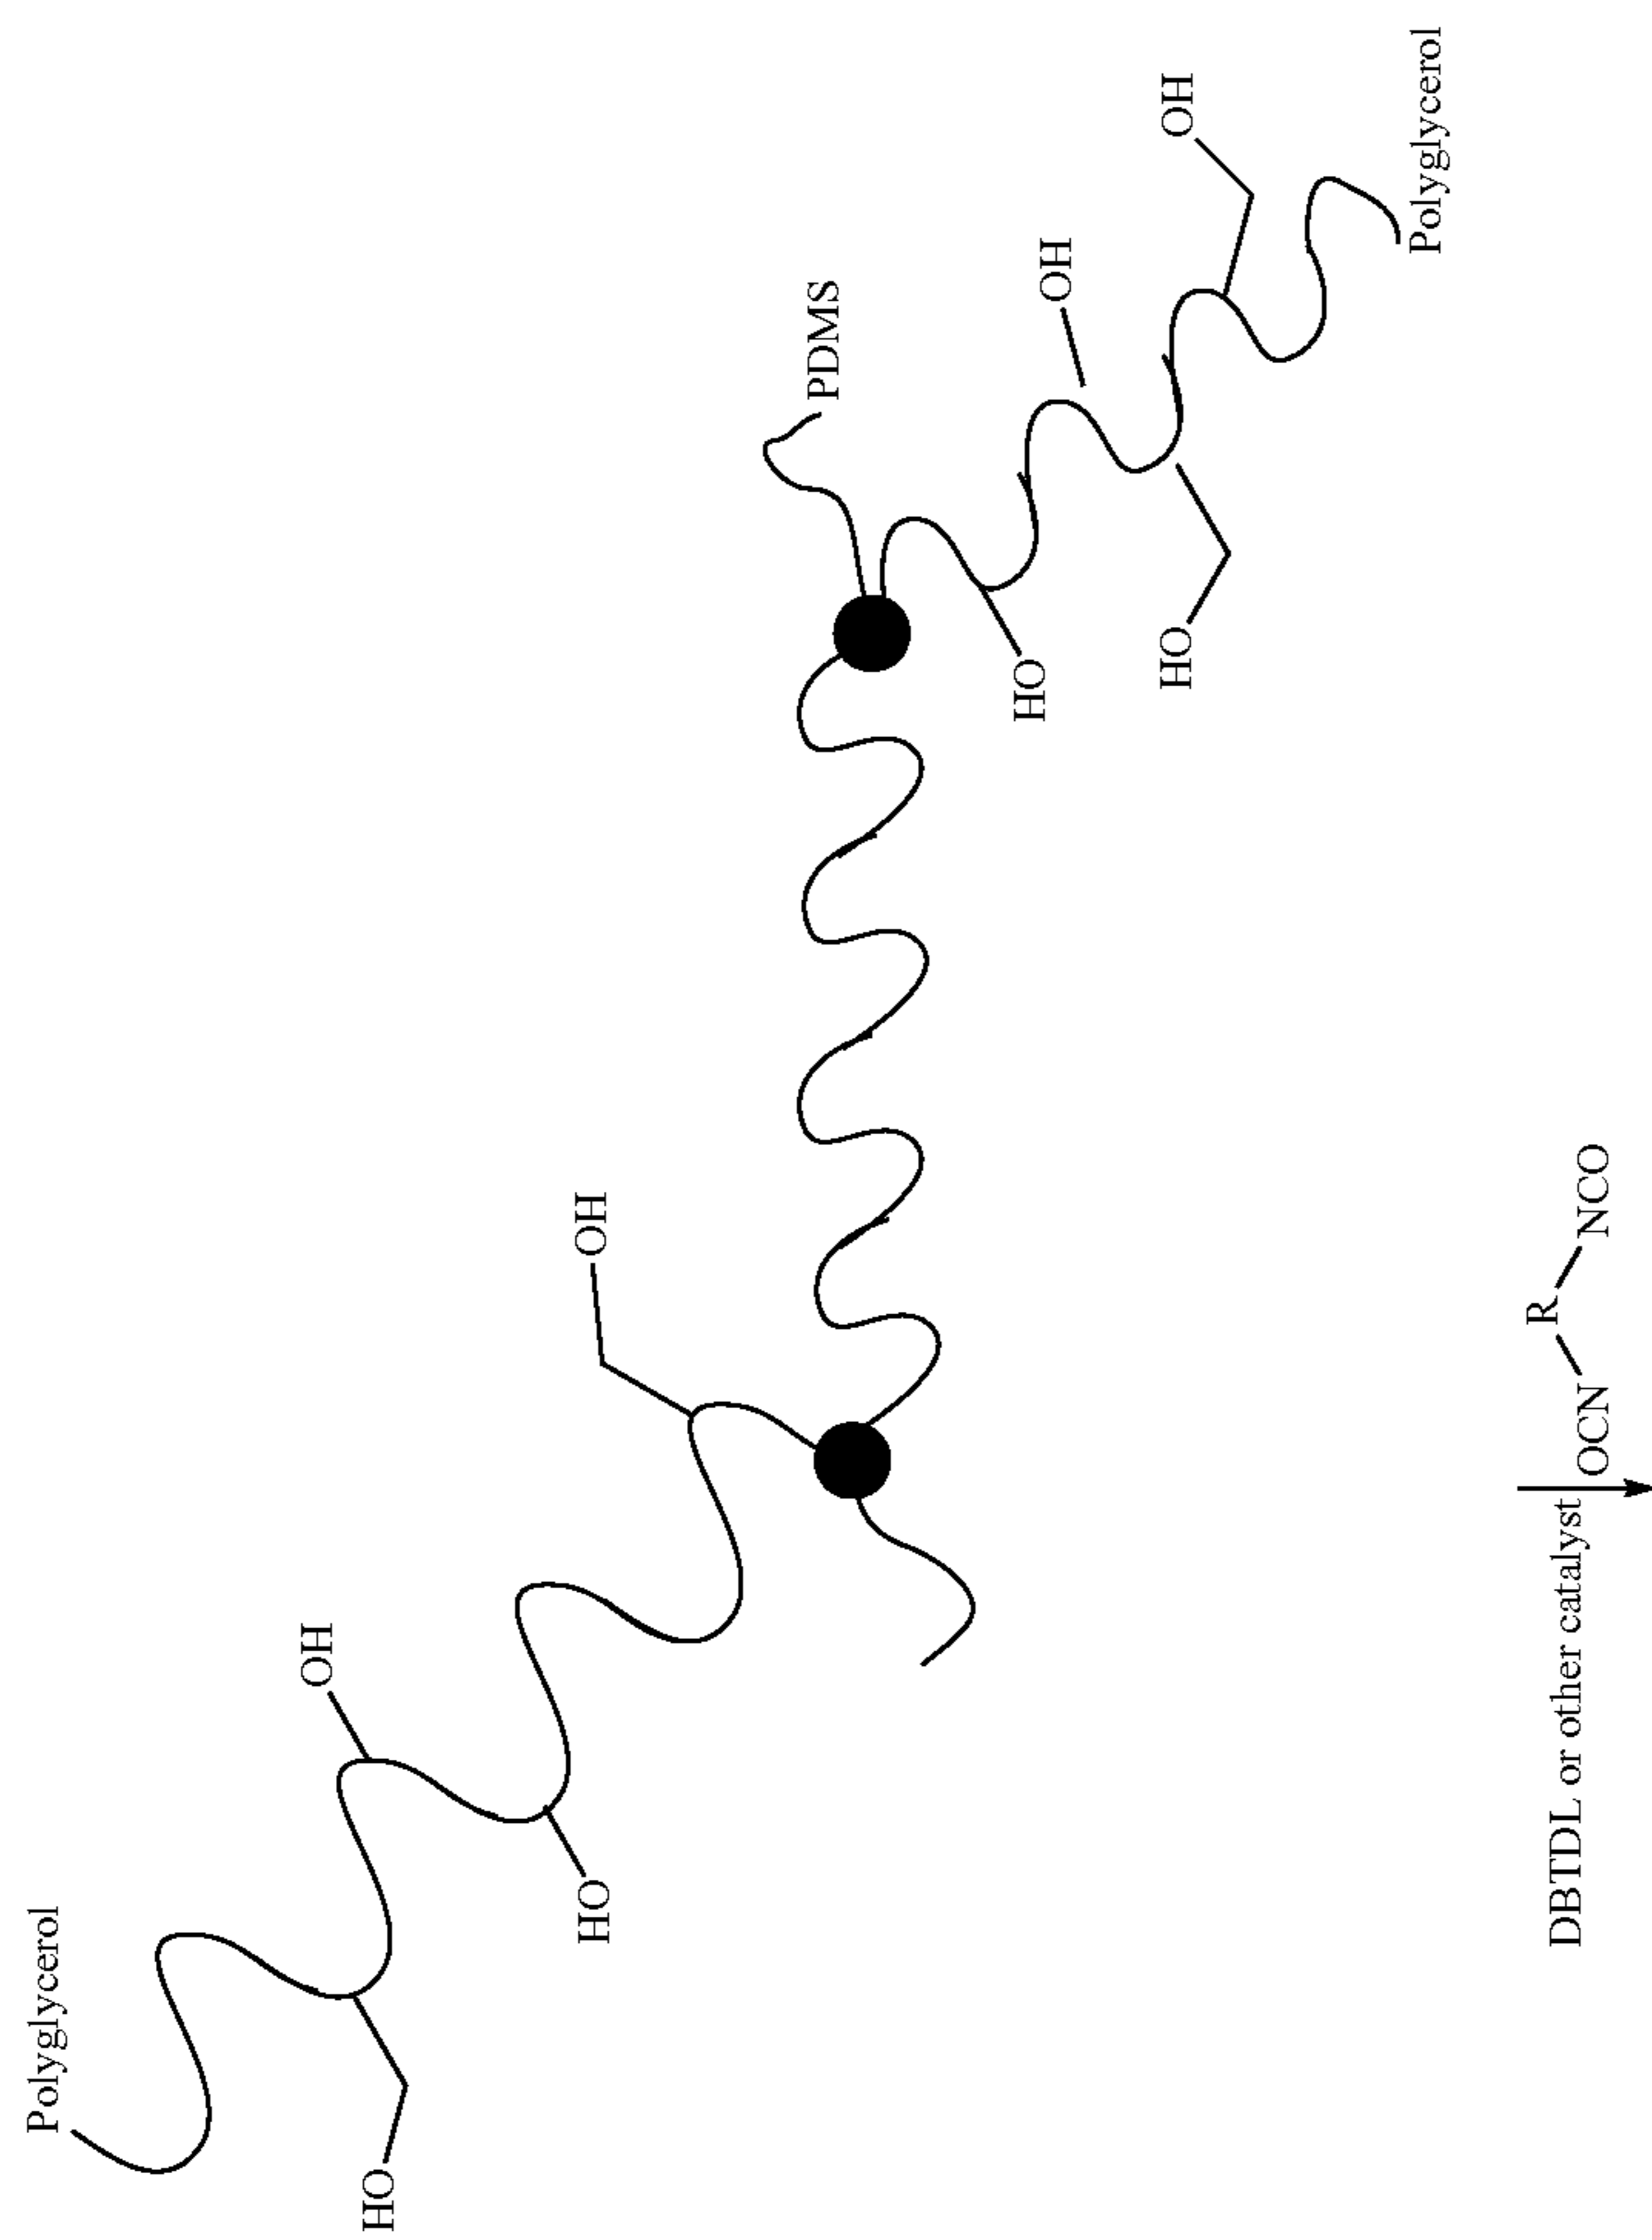 Polyglycerol
HO
OH
HO
OH
PDMS
HO
OH
HO
OH
Polyglycerol
DBTDL or other catalyst
OCN
R
NCO